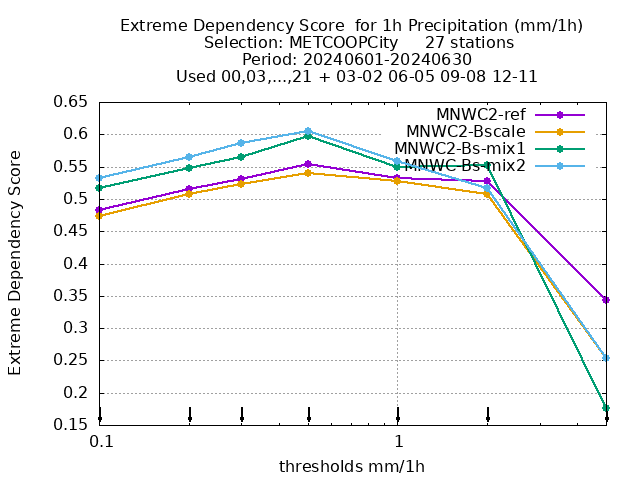 Extreme Dependency Score  for 1h Precipitation (mm/1h)
Selection: METCOOPCity     27 stations
Period: 20240601-20240630
Used 00,03,...,21 + 03-02 06-05 09-08 12-11
MNWC2-ref
MNWC2-Bscale
MNWC2-Bs-mix1
MNWC-Bs-mix2
Extreme Dependency Score
0.65
0.6
0.55
0.5
0.45
0.4
0.35
0.3
0.25
0.2
0.15
0.1 1
thresholds mm/1h